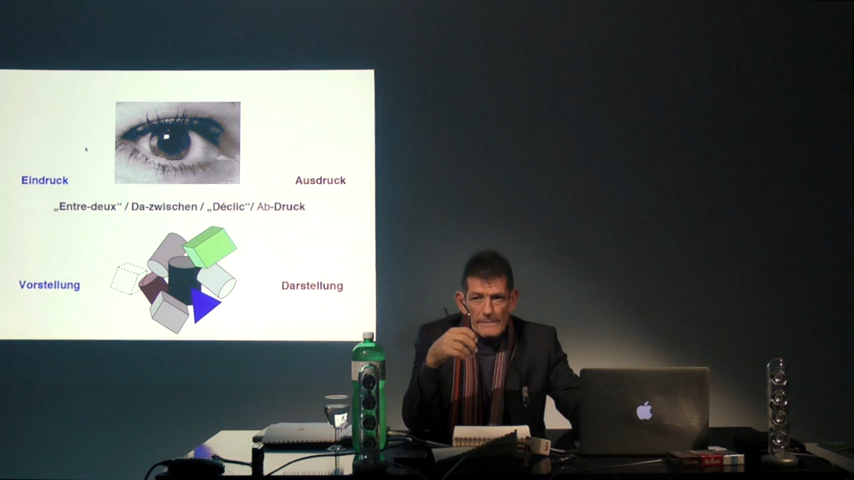 Eindruck
Ausdruck
„Entre-deux“ / Da-zwischen / „Déclic“/ Ab-Druck
Vorstellung
Darstellung